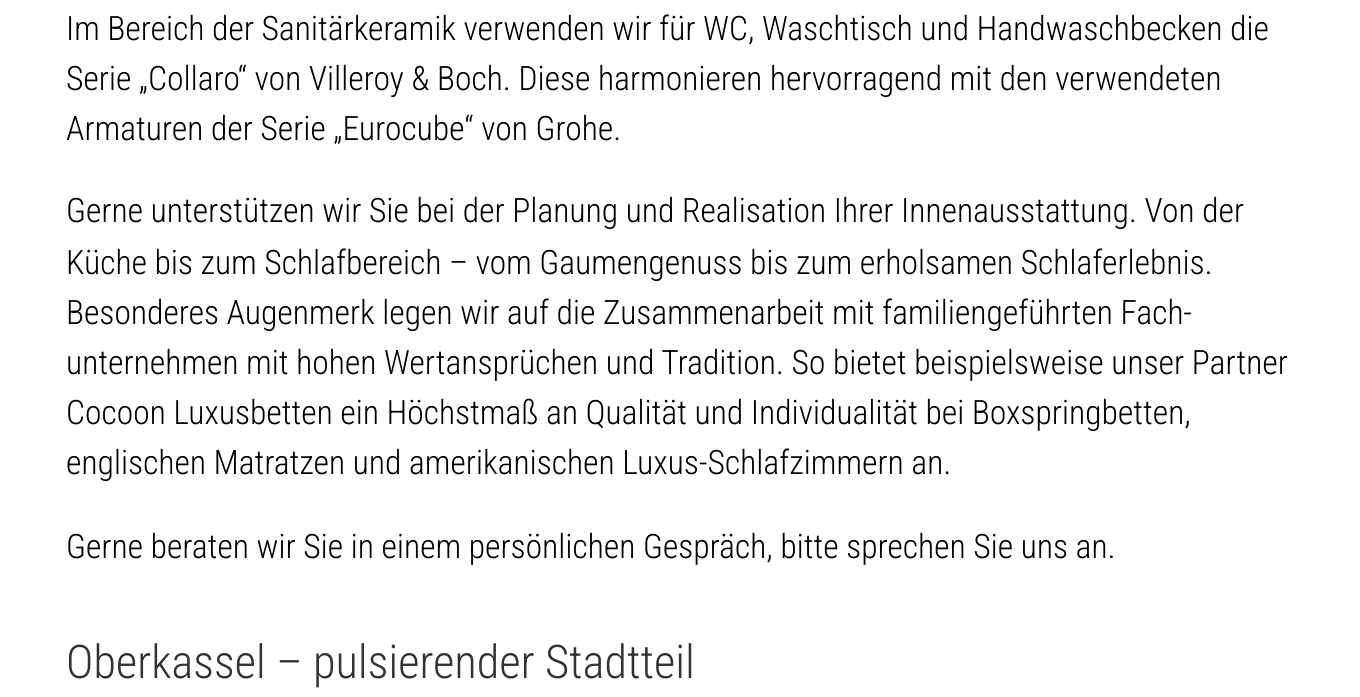 Im Bereich der Sanitärkeramik verwenden wir für WC, Waschtisch und Handwaschbecken die
Serie „Collaro“ von Villeroy & Boch. Diese harmonieren hervorragend mit den verwendeten
Armaturen der Serie „Eurocube“ von Grohe.
Gerne unterstützen wir Sie bei der Planung und Realisation Ihrer Innenausstattung. Von der
Küche bis zum Schlafbereich – vom Gaumengenuss bis zum erholsamen Schlaferlebnis.
Besonderes Augenmerk legen wir auf die Zusammenarbeit mit familiengeführten Fach-
unternehmen mit hohen Wertansprüchen und Tradition. So bietet beispielsweise unser Partner
Cocoon Luxusbetten ein Höchstmaß an Qualität und Individualität bei Boxspringbetten,
englischen Matratzen und amerikanischen Luxus-Schlafzimmern an.
Gerne beraten wir Sie in einem persönlichen Gespräch, bitte sprechen Sie uns an.
Oberkassel – pulsierender Stadtteil